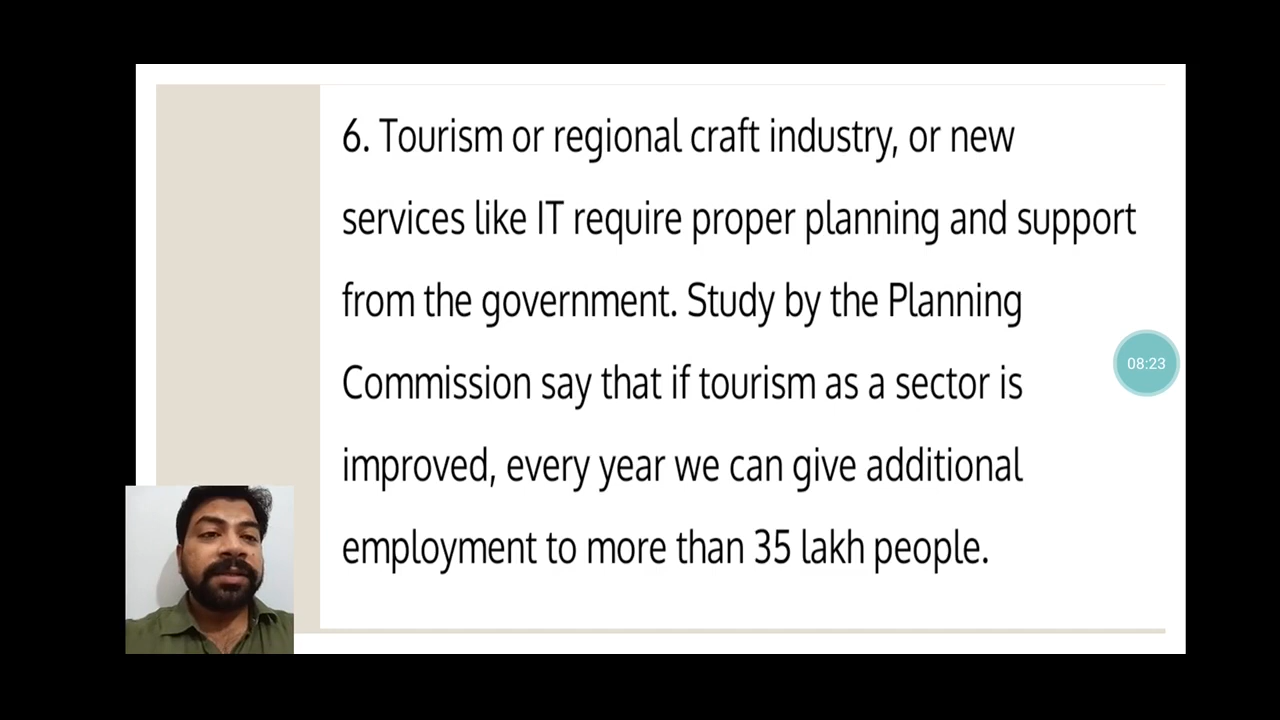 6. Tourism or regional craft industry, or new
services like IT require proper planning and support
from the government. Study by the Planning
Commission say that if tourism as a sector is
improved, every year we can give additional
employment to more than 35 lakh people.
08:23